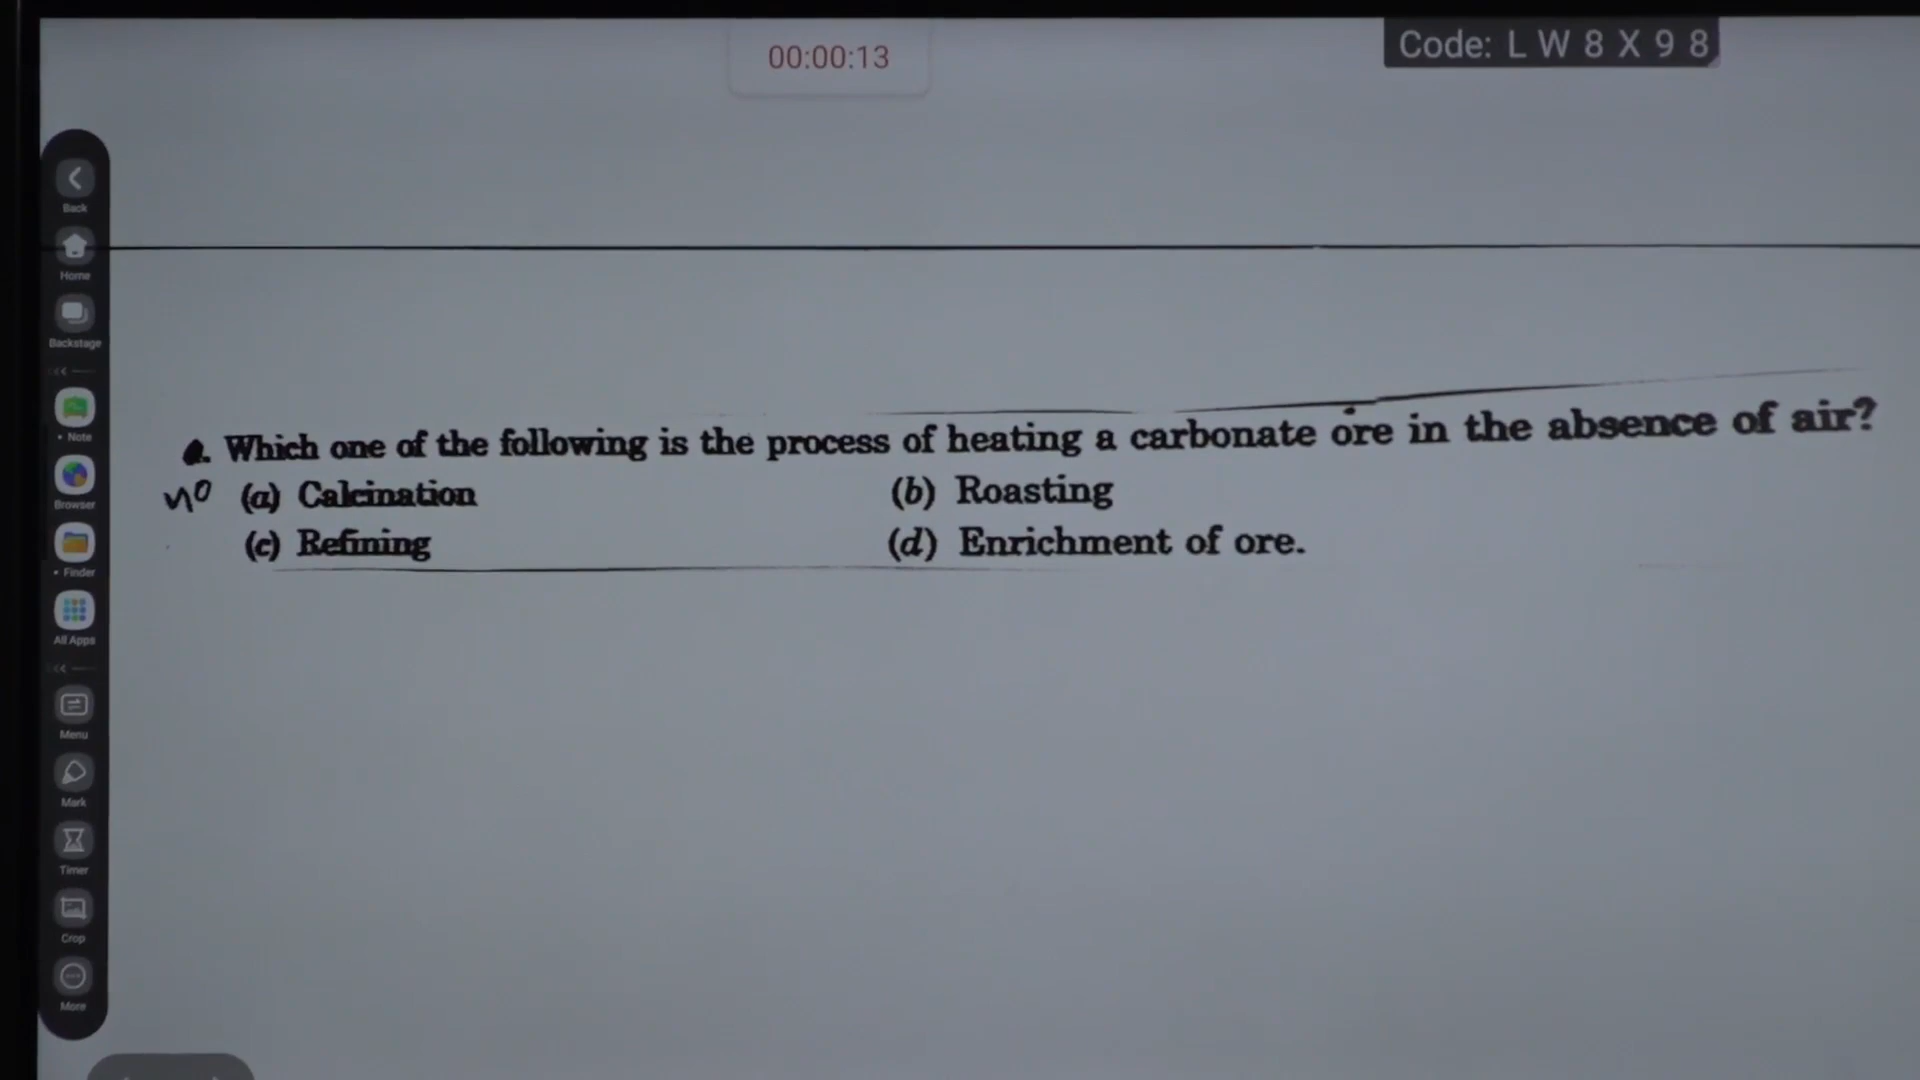 00:00:13
Code: L W 8 X 9 8
Back
Home
Backstage
Note
Browser
Finder
All Apps
Menu
Mark
Timer
Crop
More
Which one of the following is the process of heating a carbonate ore in the absence of air?
no (a) Calcination (b) Roasting
(c) Refining (d) Enrichment of ore.